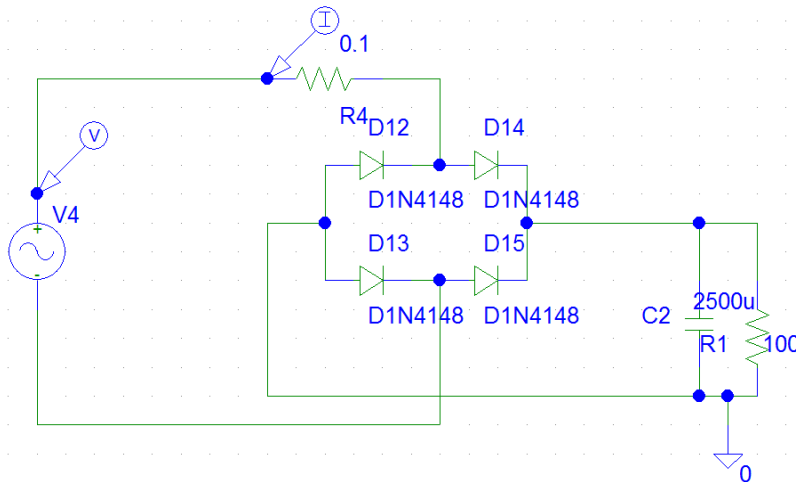 I
0.1
R4
D12
D14
V
D1N4148
D1N4148
V4
+
-
D13
D15
D1N4148
D1N4148
2500u
C2
R1
100
0